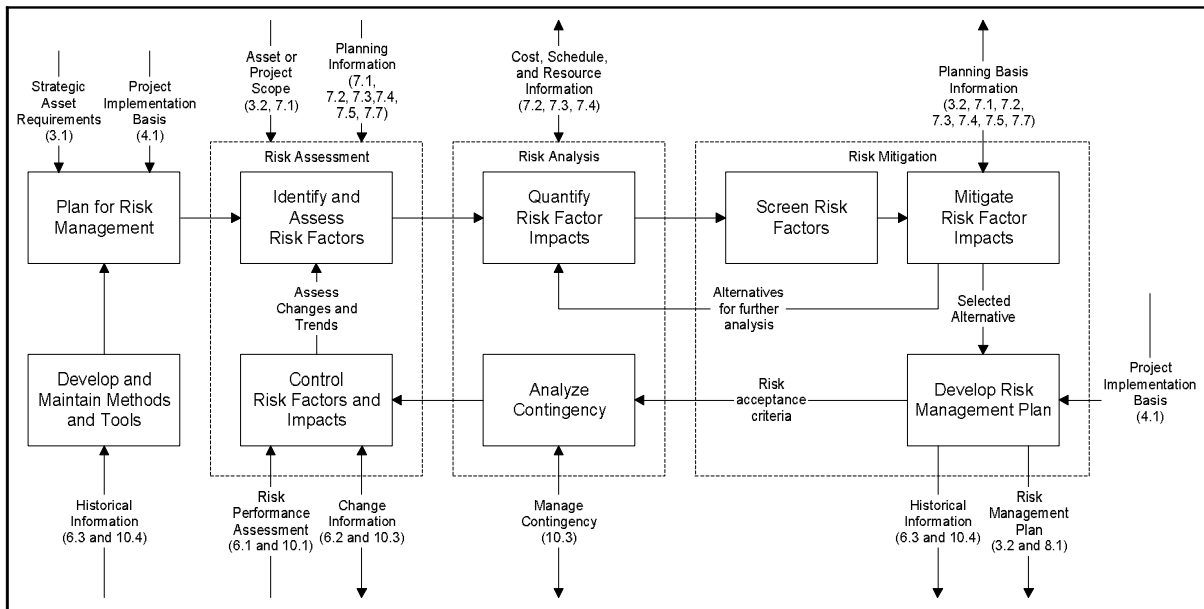 Strategic
Asset
Requirements
(3.1)
Project
Implementation
Basis
(4.1)
Asset or
Project
Scope
(3.2, 7.1)
Planning
Information
(7.1,
7.2, 7.3,7.4,
7.5, 7.7)
Cost, Schedule,
and Resource
Information
(7.2, 7.3, 7.4)
Planning Basis
Information
(3.2, 7.1, 7.2,
7.3, 7.4, 7.5, 7.7)
Risk Assessment
Risk Analysis
Risk Mitigation
Plan for Risk
Management
Identify and
Assess
Risk Factors
Quantify
Risk Factor
Impacts
Screen Risk
Factors
Mitigate
Risk Factor
Impacts
Assess
Changes and
Trends
Alternatives
for further
analysis
Selected
Alternative
Develop and
Maintain Methods
and Tools
Control
Risk Factors and
Impacts
Analyze
Contingency
Risk
acceptance
criteria
Develop Risk
Management Plan
Project
Implementation
Basis
(4.1)
Historical
Information
(6.3 and 10.4)
Risk
Performance
Assessment
(6.1 and 10.1)
Change
Information
(6.2 and 10.3)
Manage
Contingency
(10.3)
Historical
Information
(6.3 and 10.4)
Risk
Management
Plan
(3.2 and 8.1)